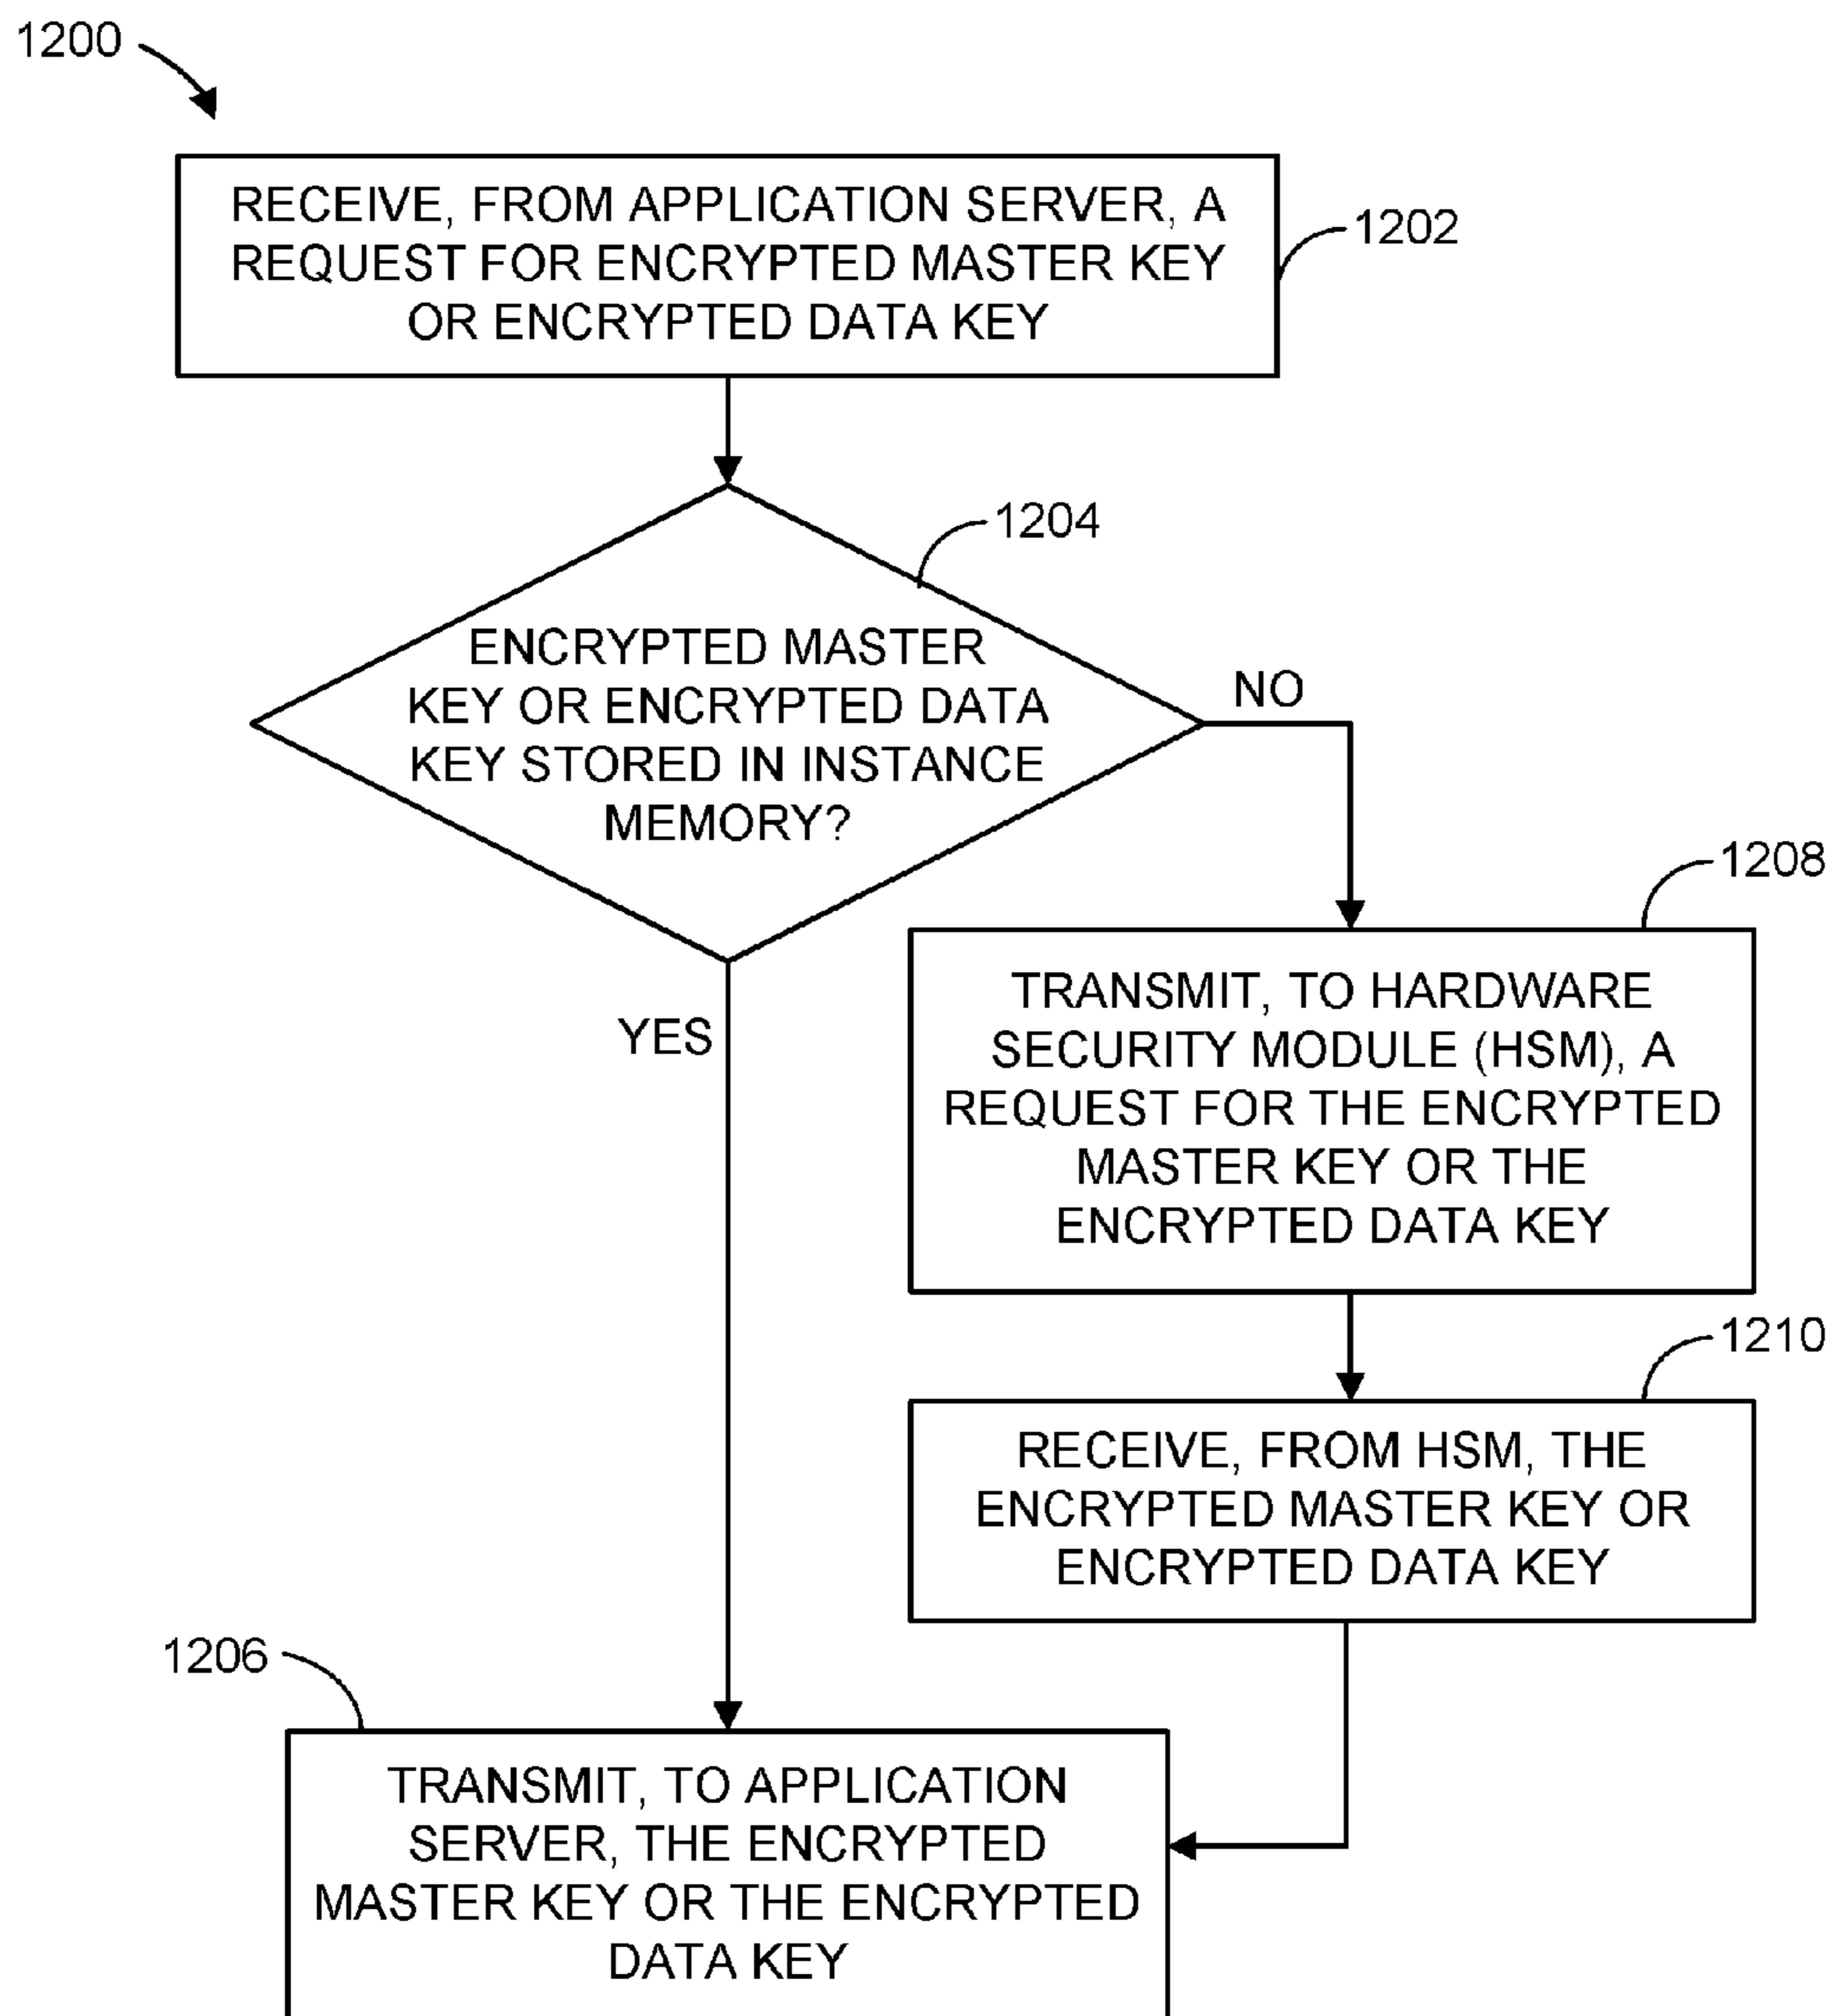 1200
RECEIVE, FROM APPLICATION SERVER, A
REQUEST FOR ENCRYPTED MASTER KEY
OR ENCRYPTED DATA KEY
1202
1204
ENCRYPTED MASTER
KEY OR ENCRYPTED DATA
KEY STORED IN INSTANCE
MEMORY?
NO
YES
1208
TRANSMIT, TO HARDWARE
SECURITY MODULE (HSM), A
REQUEST FOR THE ENCRYPTED
MASTER KEY OR THE
ENCRYPTED DATA KEY
1210
RECEIVE, FROM HSM, THE
ENCRYPTED MASTER KEY OR
ENCRYPTED DATA KEY
1206
TRANSMIT, TO APPLICATION
SERVER, THE ENCRYPTED
MASTER KEY OR THE ENCRYPTED
DATA KEY